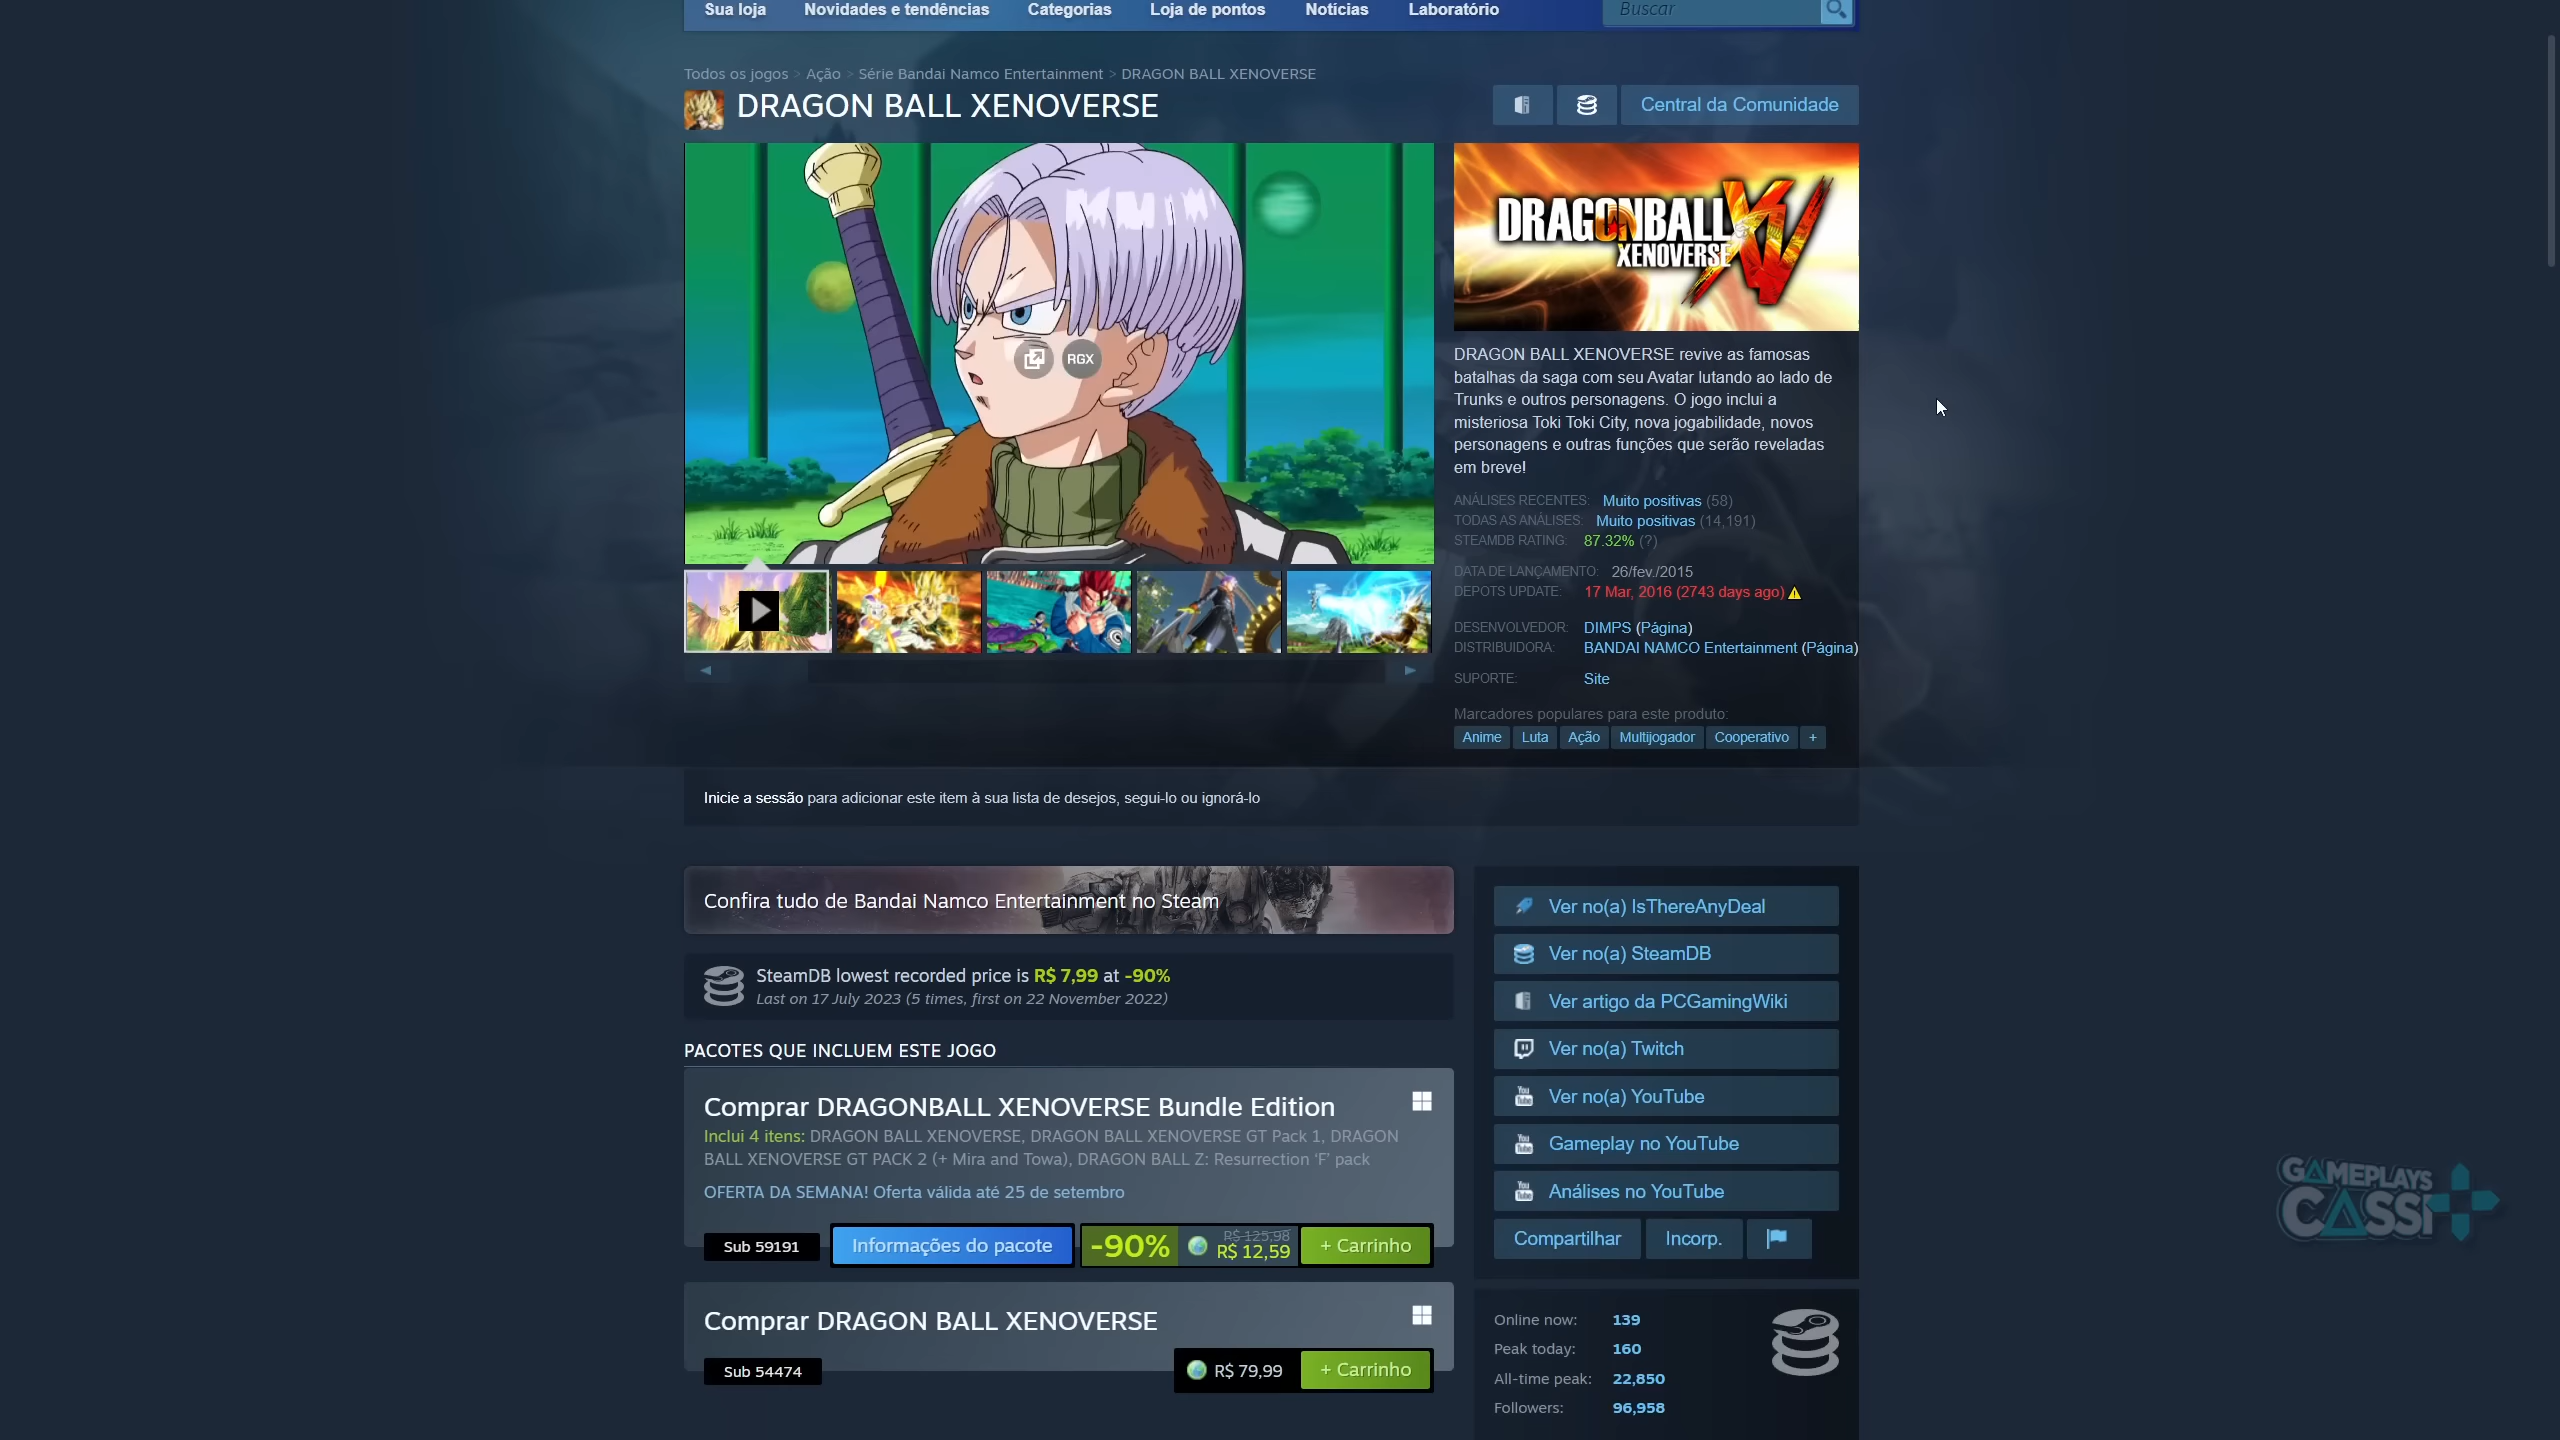 Sua loja Novidades e tendências Categorias Loja de pontos Notícias Laboratório Buscar
Todos os jogos > Ação > Série Bandai Namco Entertainment > DRAGON BALL XENOVERSE
DRAGON BALL XENOVERSE
Central da Comunidade
RGX
DRAGONBALL XV
XENOVERSE
DRAGON BALL XENOVERSE revive as famosas
batalhas da saga com seu Avatar lutando ao lado de
Trunks e outros personagens. O jogo inclui a
misteriosa Toki Toki City, nova jogabilidade, novos
personagens e outras funções que serão reveladas
em breve!
ANÁLISES RECENTES: Muito positivas (58)
TODAS AS ANÁLISES: Muito positivas (14,191)
STEAMDB RATING: 87.32% (?)
DATA DE LANÇAMENTO: 26/fev./2015
DEPOTS UPDATE: 17 Mar, 2016 (2743 days ago)
DESENVOLVEDOR: DIMPS (Página)
DISTRIBUIDORA: BANDAI NAMCO Entertainment (Página)
SUPORTE: Site
Marcadores populares para este produto:
Anime Luta Ação Multijogador Cooperativo +
Inicie a sessão para adicionar este item à sua lista de desejos, segui-lo ou ignorá-lo
Confira tudo de Bandai Namco Entertainment no Steam
SteamDB lowest recorded price is R$ 7,99 at -90%
Last on 17 July 2023 (5 times, first on 22 November 2022)
PACOTES QUE INCLUEM ESTE JOGO
Comprar DRAGONBALL XENOVERSE Bundle Edition
Inclui 4 itens: DRAGON BALL XENOVERSE, DRAGON BALL XENOVERSE GT Pack 1, DRAGON
BALL XENOVERSE GT PACK 2 (+ Mira and Towa), DRAGON BALL Z: Resurrection ‘F’ pack
OFERTA DA SEMANA! Oferta válida até 25 de setembro
Sub 59191 Informações do pacote -90% R$ 125,98
R$ 12,59 + Carrinho
Comprar DRAGON BALL XENOVERSE
Sub 54474 R$ 79,99 + Carrinho
Ver no(a) IsThereAnyDeal
Ver no(a) SteamDB
Ver artigo da PCGamingWiki
Ver no(a) Twitch
You Tube Ver no(a) YouTube
You Tube Gameplay no YouTube
You Tube Análises no YouTube
Compartilhar Incorp.
Online now: 139
Peak today: 160
All-time peak: 22,850
Followers: 96,958
GAMEPLAYS
CASSI